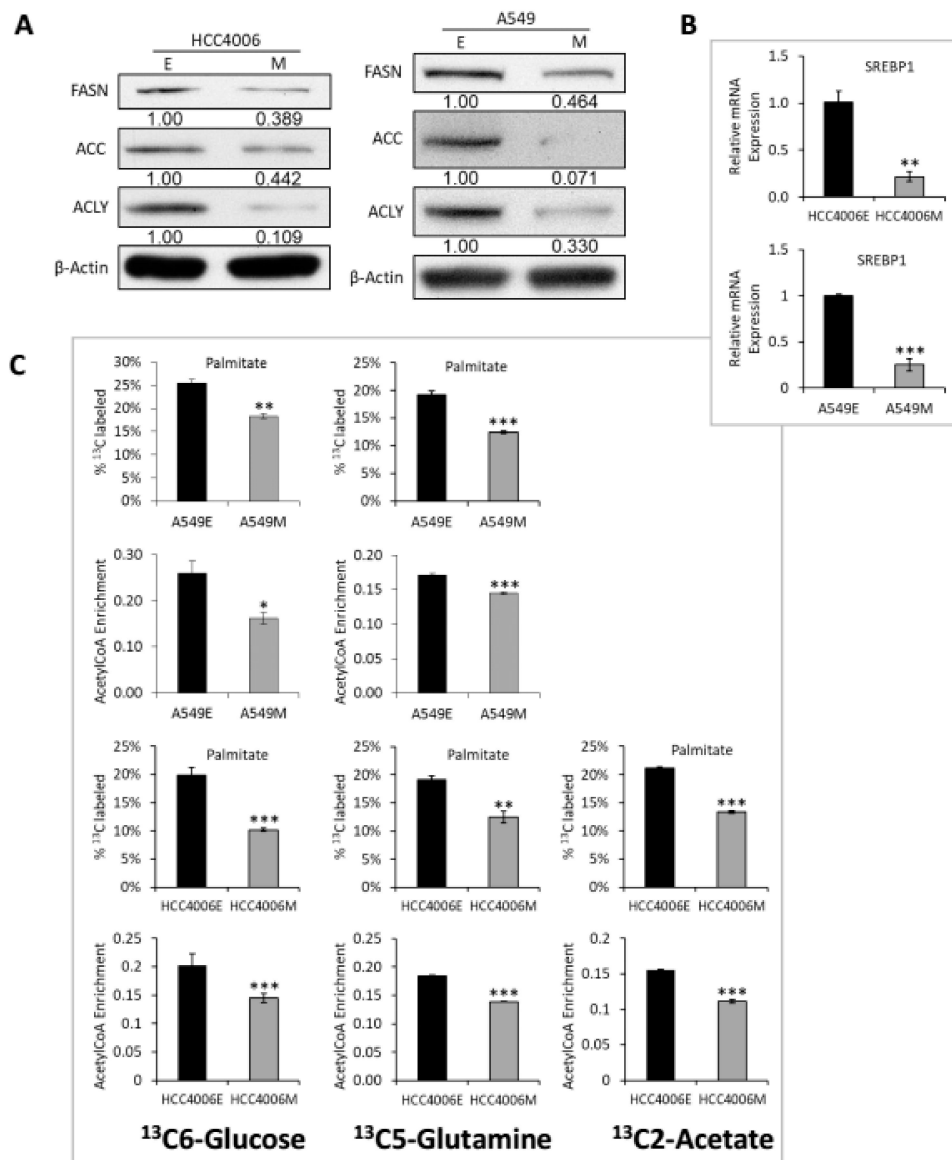 A
HCC4006
E M
FASN
1.00 0.389
ACC
1.00 0.442
ACLY
1.00 0.109
β-Actin
A549
E M
FASN
1.00 0.464
ACC
1.00 0.071
ACLY
1.00 0.330
β-Actin
B
SREBP1
Relative mRNA
Expression
1.5
1.0
0.5
0.0
**
HCC4006E HCC4006M
SREBP1
Relative mRNA
Expression
1.5
1
0.5
0
***
A549E A549M
C
Palmitate
% ¹³C labeled
30%
25%
20%
15%
10%
5%
0%
**
A549E A549M
Palmitate
% ¹³C labeled
25%
20%
15%
10%
5%
0%
***
A549E A549M
AcetylCoA Enrichment
0.30
0.20
0.10
0.00
*
A549E A549M
AcetylCoA Enrichment
0.20
0.15
0.10
0.05
0.00
***
A549E A549M
Palmitate
% ¹³C labeled
25%
20%
15%
10%
5%
0%
***
HCC4006E HCC4006M
Palmitate
% ¹³C labeled
25%
20%
15%
10%
5%
0%
**
HCC4006E HCC4006M
Palmitate
% ¹³C labeled
25%
20%
15%
10%
5%
0%
***
HCC4006E HCC4006M
AcetylCoA Enrichment
0.25
0.2
0.15
0.1
0.05
0
***
HCC4006E HCC4006M
AcetylCoA Enrichment
0.25
0.20
0.15
0.10
0.05
0.00
***
HCC4006E HCC4006M
AcetylCoA Enrichment
0.2
0.15
0.1
0.05
0
***
HCC4006E HCC4006M
¹³C6-Glucose ¹³C5-Glutamine ¹³C2-Acetate